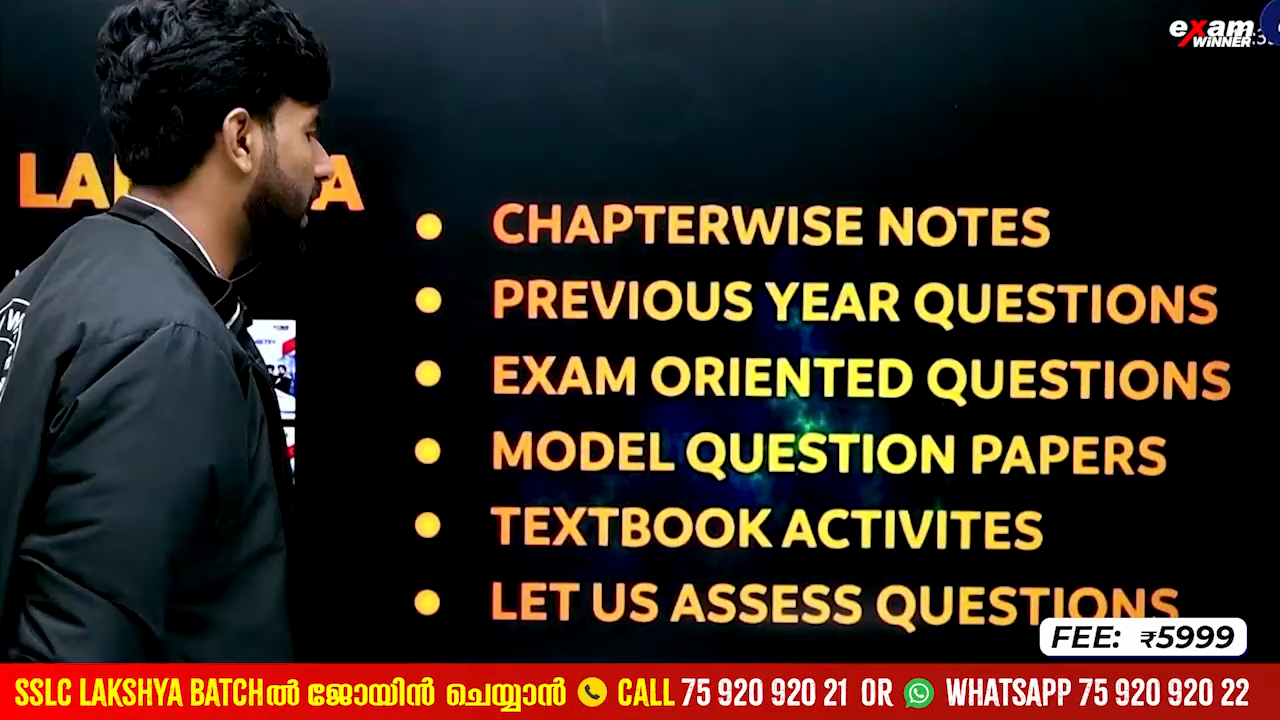 exam
WINNER
CHAPTERWISE NOTES
PREVIOUS YEAR QUESTIONS
EXAM ORIENTED QUESTIONS
MODEL QUESTION PAPERS
TEXTBOOK ACTIVITES
LET US ASSESS QUESTIONS
FEE: ₹5999
SSLC LAKSHYA BATCHൽ ജോയിൻ ചെയ്യാൻ CALL 75 920 920 21 OR WHATSAPP 75 920 920 22